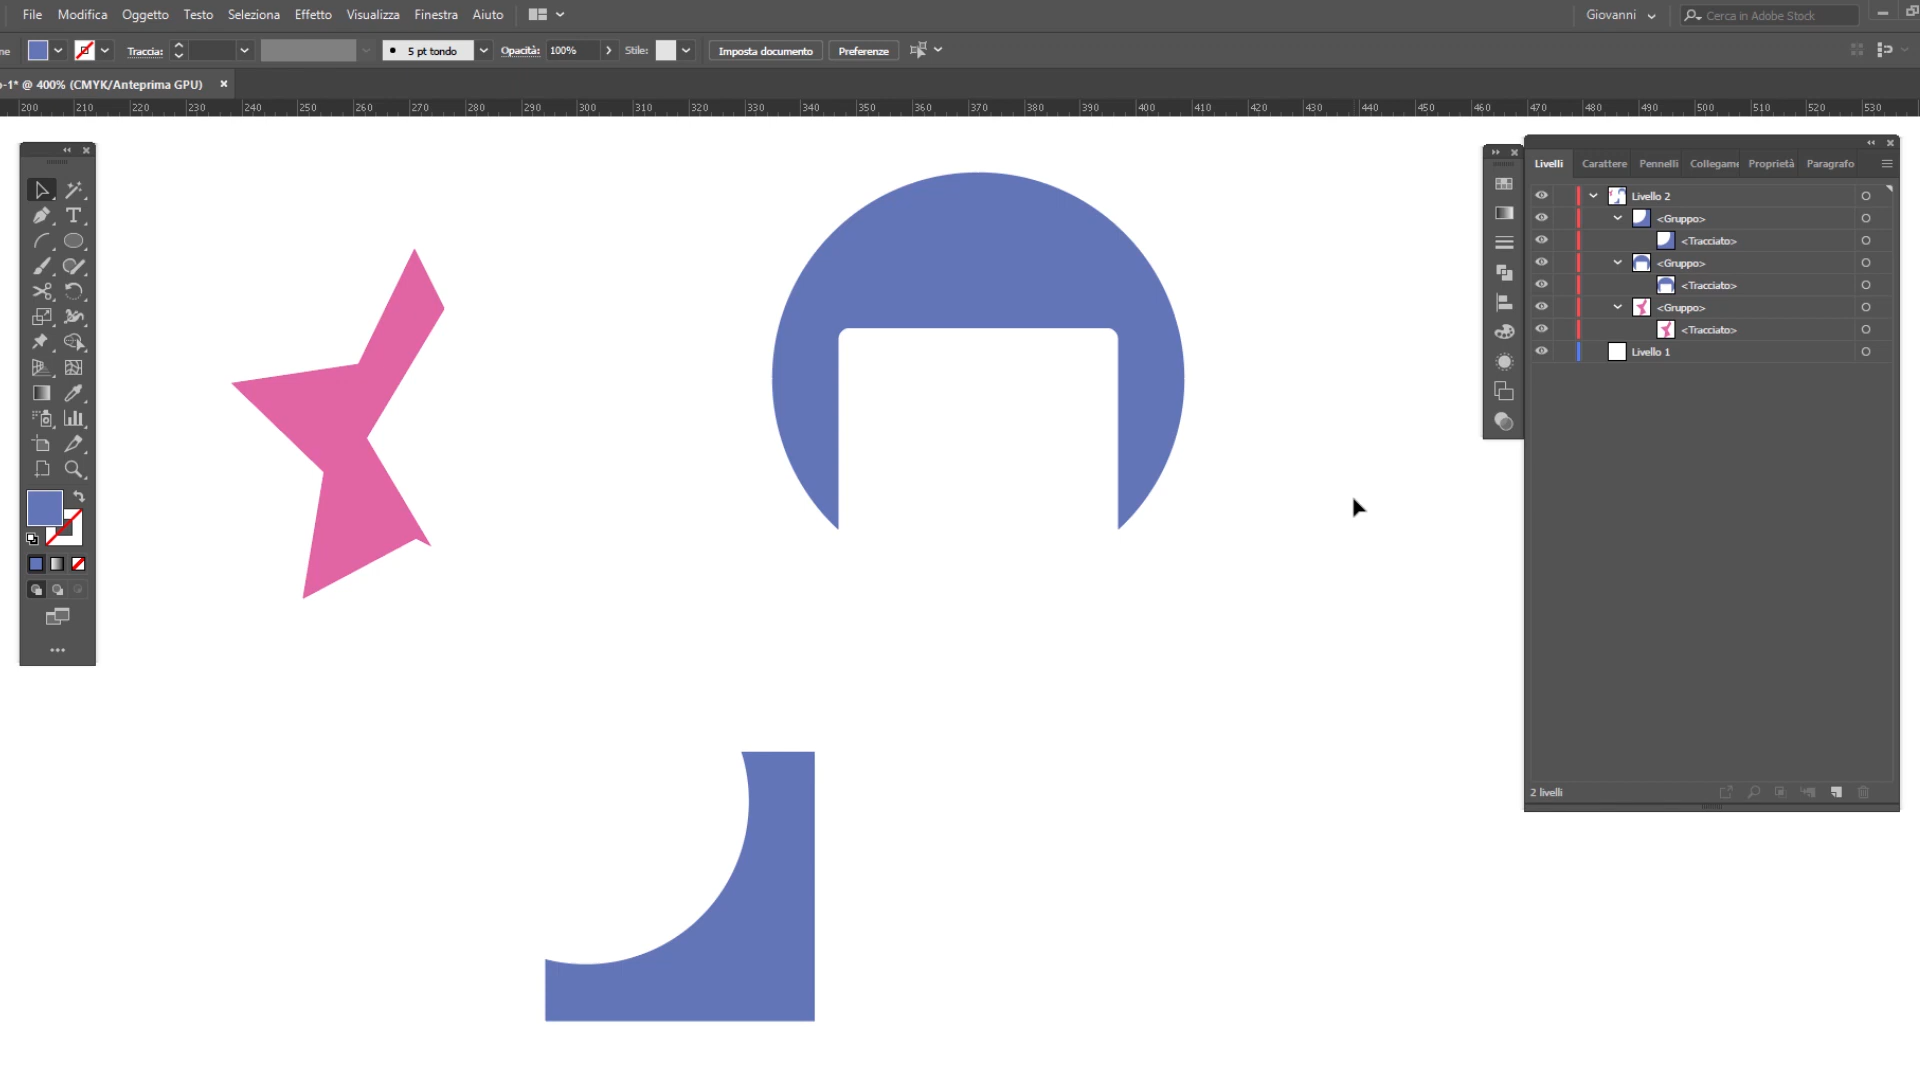 File Modifica Oggetto Testo Seleziona Effetto Visualizza Finestra Aiuto Giovanni Cerca in Adobe Stock
ne Traccia: 5 pt tondo Opacità: 100% Stile: Imposta documento Preferenze
o-1* @ 400% (CMYK/Anteprima GPU) ×
200 210 220 230 240 250 260 270 280 290 300 310 320 330 340 350 360 370 380 390 400 410 420 430 440 450 460 470 480 490 500 510 520 530
Livelli Carattere Pennelli Collegame Proprietà Paragrafo
Livello 2
<Gruppo>
<Tracciato>
<Gruppo>
<Tracciato>
<Gruppo>
<Tracciato>
Livello 1
2 livelli